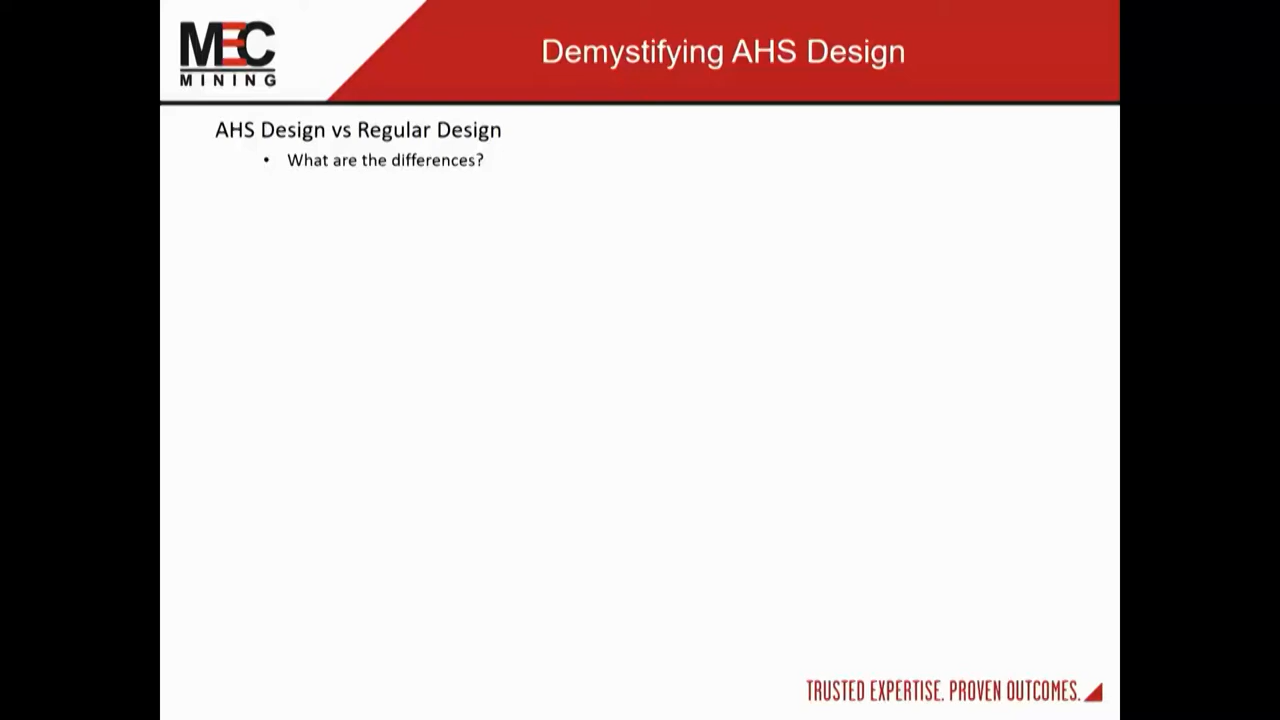 MEC
MINING
Demystifying AHS Design
AHS Design vs Regular Design
• What are the differences?
TRUSTED EXPERTISE. PROVEN OUTCOMES.